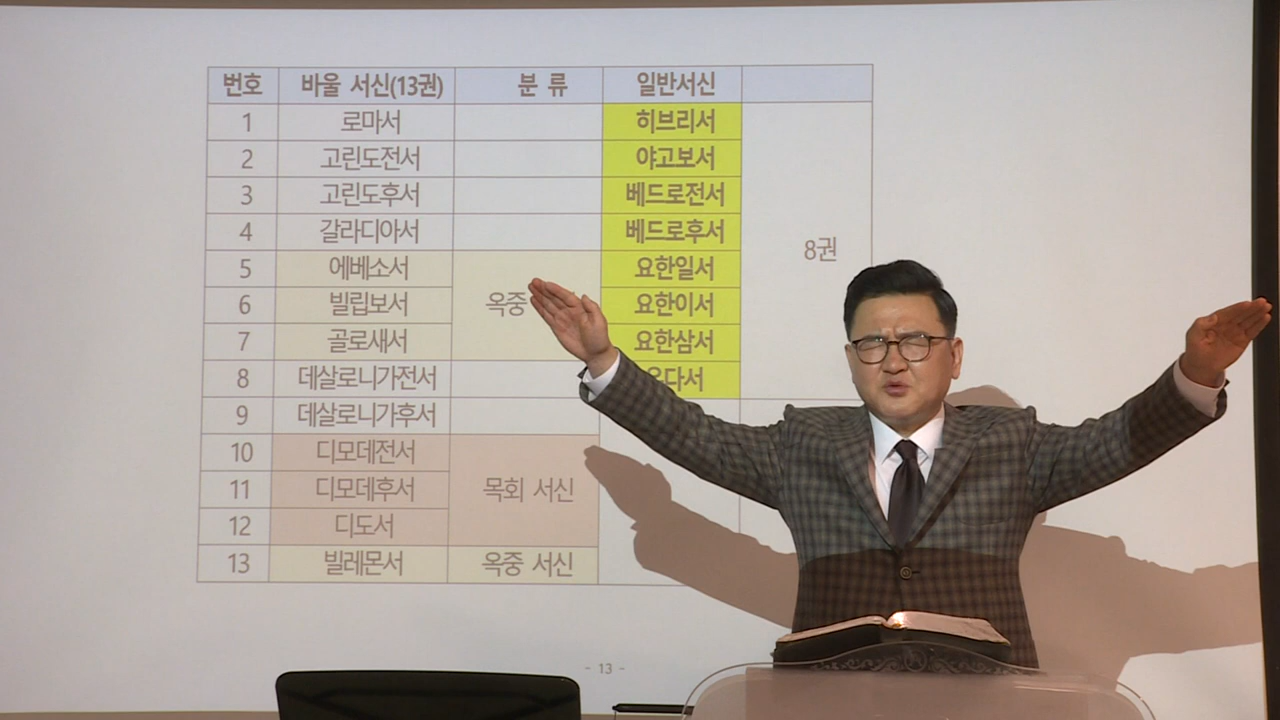 번호 바울 서신(13권) 분 류 일반서신
1 로마서 히브리서
2 고린도전서 야고보서
3 고린도후서 베드로전서
4 갈라디아서 베드로후서
8권
5 에베소서 요한일서
6 빌립보서 옥중 요한이서
7 골로새서 요한삼서
8 데살로니가전서 다서
9 데살로니가후서
10 디모데전서
11 디모데후서 목회 서신
12 디도서
13 빌레몬서 옥중 서신
- 13 -